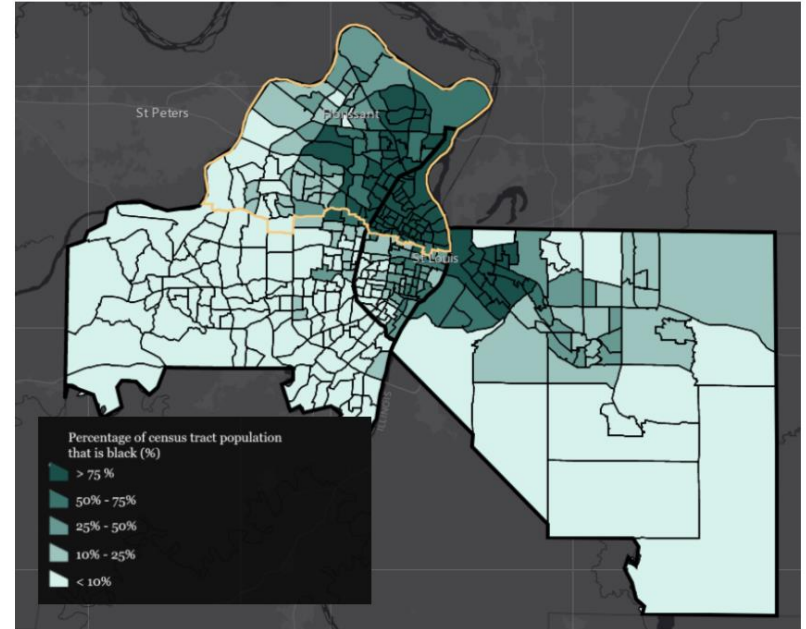 St Peters
Florissant
St Louis
ILLINOIS
Percentage of census tract population
that is black (%)
> 75 %
50% - 75%
25% - 50%
10% - 25%
< 10%